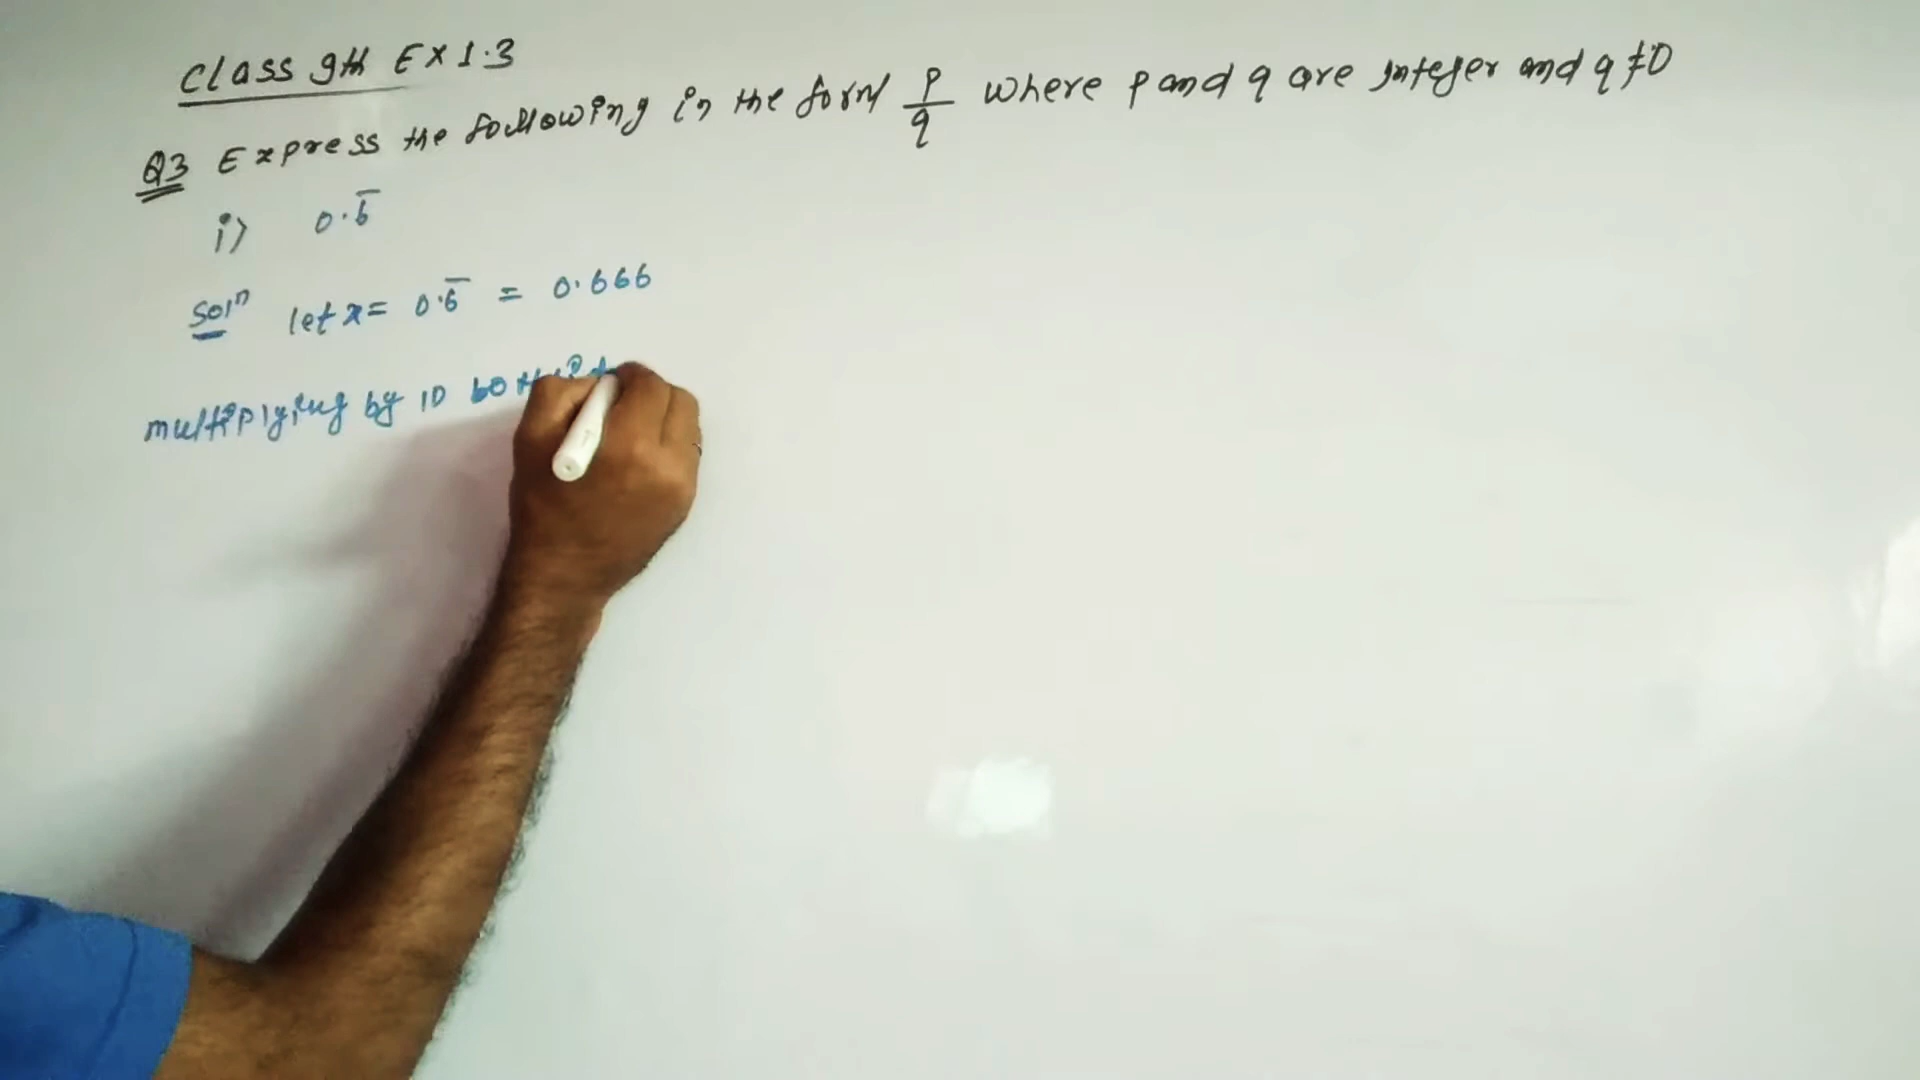 Class 9th EX 1.3
Q3 Express the following in the form p/q where p and q are integer and q ≠ 0
i) 0.6̅
Solⁿ let x = 0.6̅ = 0.666
multiplying by 10 both